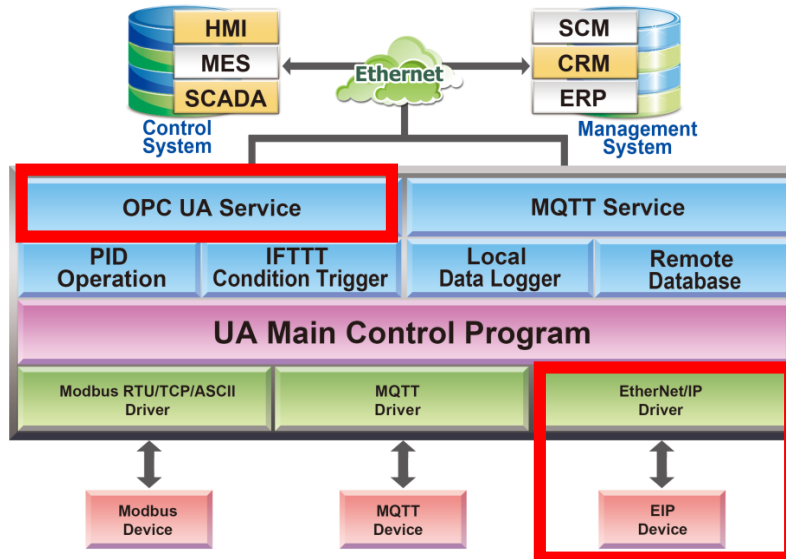 HMI
MES
SCADA
Control
System
Ethernet
SCM
CRM
ERP
Management
System
OPC UA Service
MQTT Service
PID
Operation
IFTTT
Condition Trigger
Local
Data Logger
Remote
Database
UA Main Control Program
Modbus RTU/TCP/ASCII
Driver
MQTT
Driver
EtherNet/IP
Driver
Modbus
Device
MQTT
Device
EIP
Device